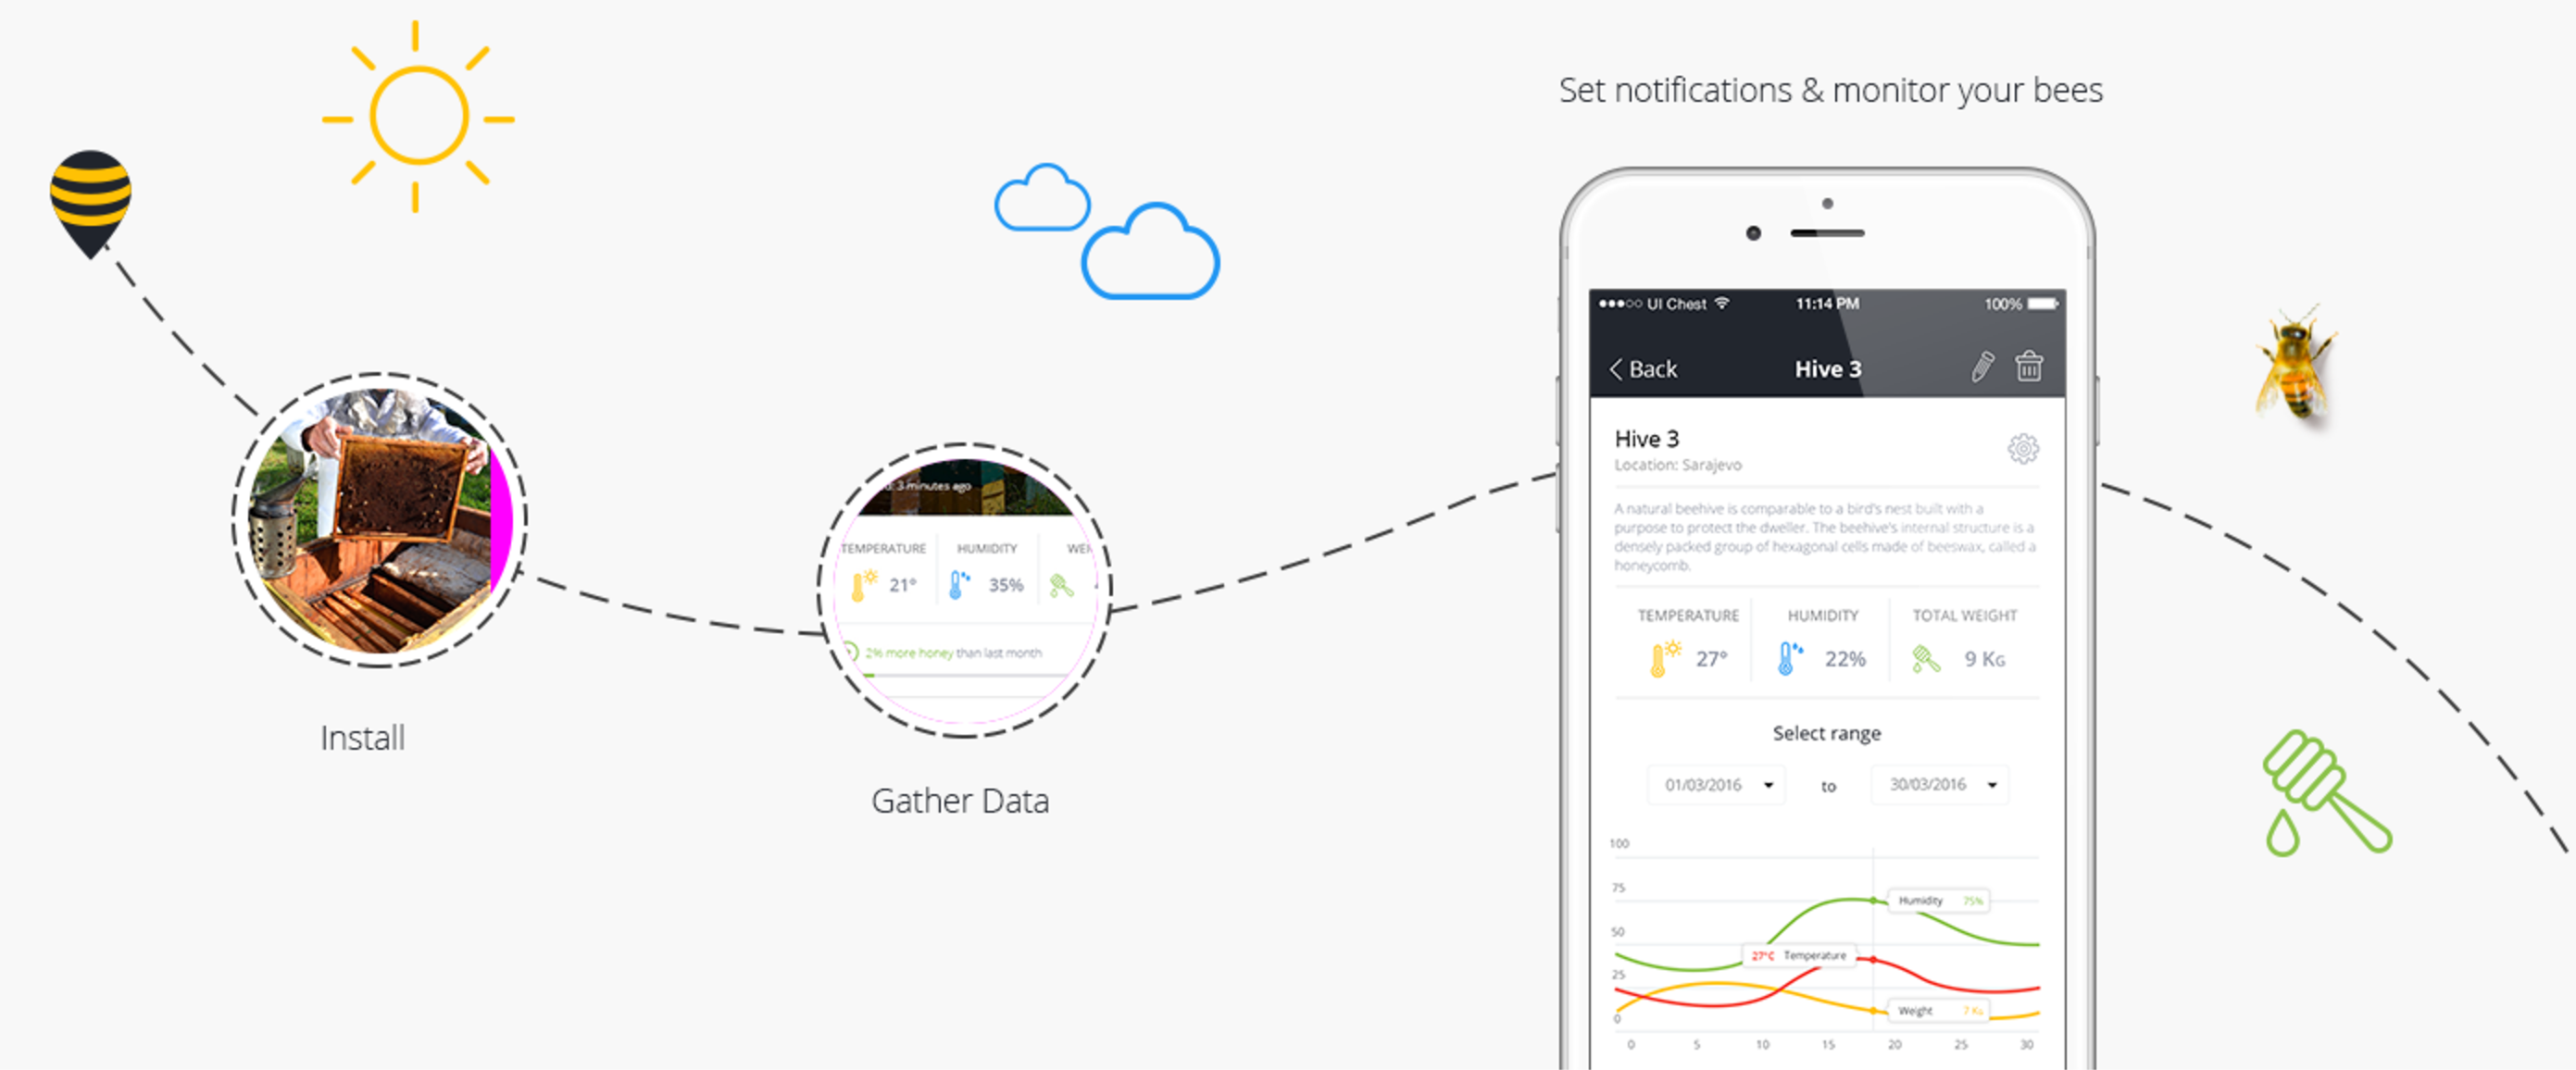 Set notifications & monitor your bees
UI Chest
11:14 PM
100%
Back
Hive 3
Hive 3
Location: Sarajevo
A natural beehive is comparable to a bird's nest built with a
purpose to protect the dweller. The beehive's internal structure is a
densely packed group of hexagonal cells made of beeswax, called a
honeycomb.
TEMPERATURE HUMIDITY TOTAL WEIGHT
27° 22% 9 KG
Select range
01/03/2016 to 30/03/2016
100
75
50
25
0
Humidity 75%
27°C Temperature
Weight 7 KG
0 5 10 15 20 25 30
3 minutes ago
TEMPERATURE HUMIDITY
21° 35%
2% more honey than last month
Install
Gather Data